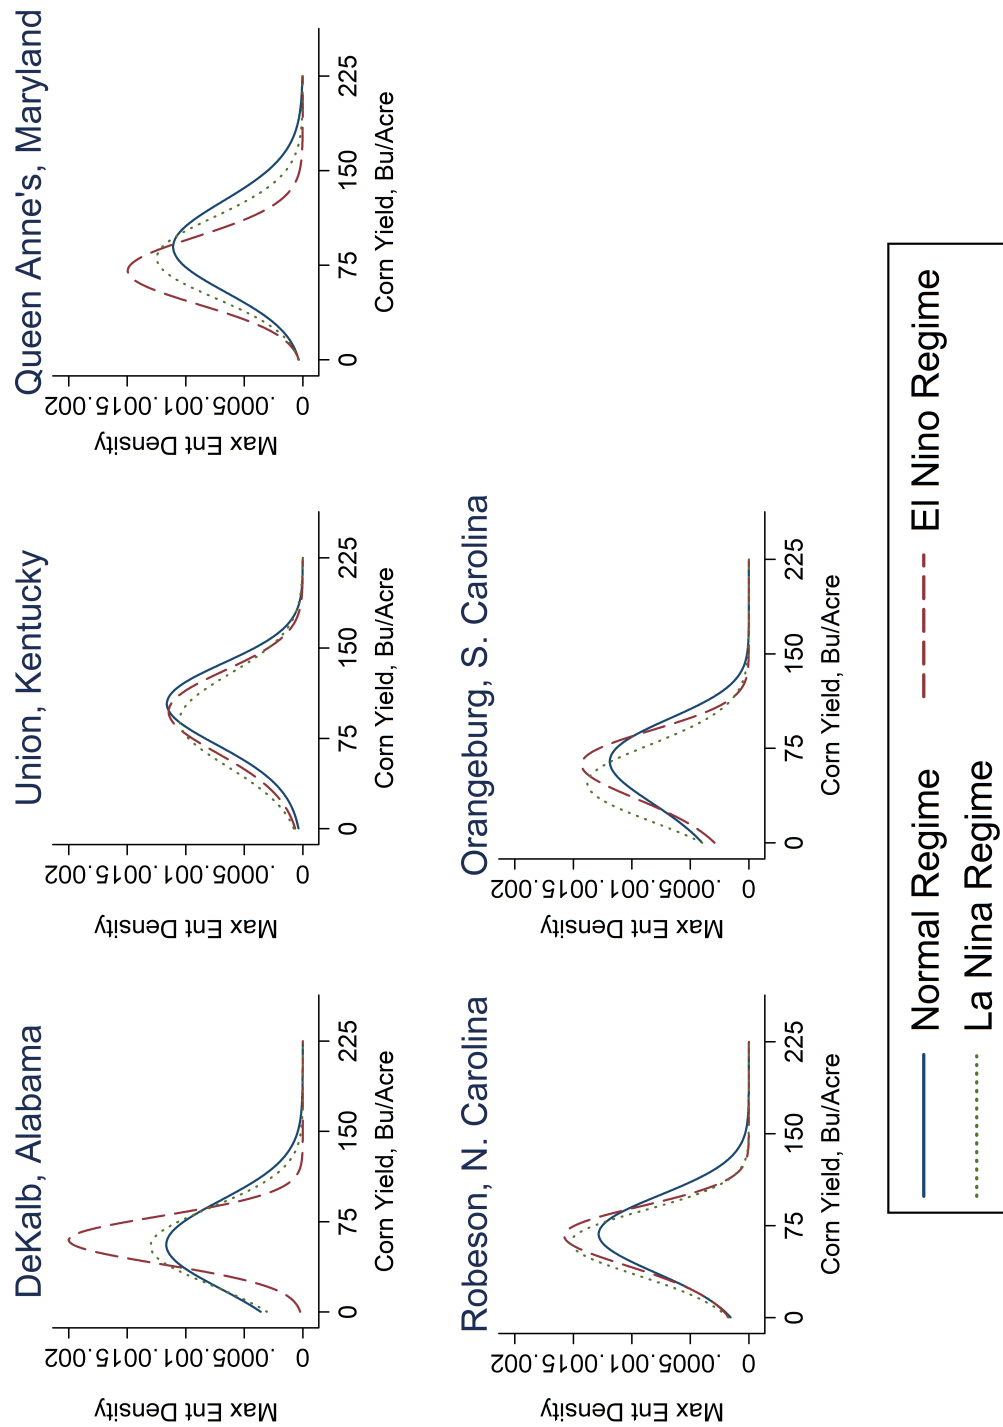 DeKalb, Alabama
Max Ent Density
0 .0005 .001 .0015 .002
0 75 150 225
Corn Yield, Bu/Acre
Union, Kentucky
Max Ent Density
0 .0005 .001 .0015 .002
0 75 150 225
Corn Yield, Bu/Acre
Queen Anne's, Maryland
Max Ent Density
0 .0005 .001 .0015 .002
0 75 150 225
Corn Yield, Bu/Acre
Robeson, N. Carolina
Max Ent Density
0 .0005 .001 .0015 .002
0 75 150 225
Corn Yield, Bu/Acre
Orangeburg, S. Carolina
Max Ent Density
0 .0005 .001 .0015 .002
0 75 150 225
Corn Yield, Bu/Acre
Normal Regime
El Nino Regime
La Nina Regime